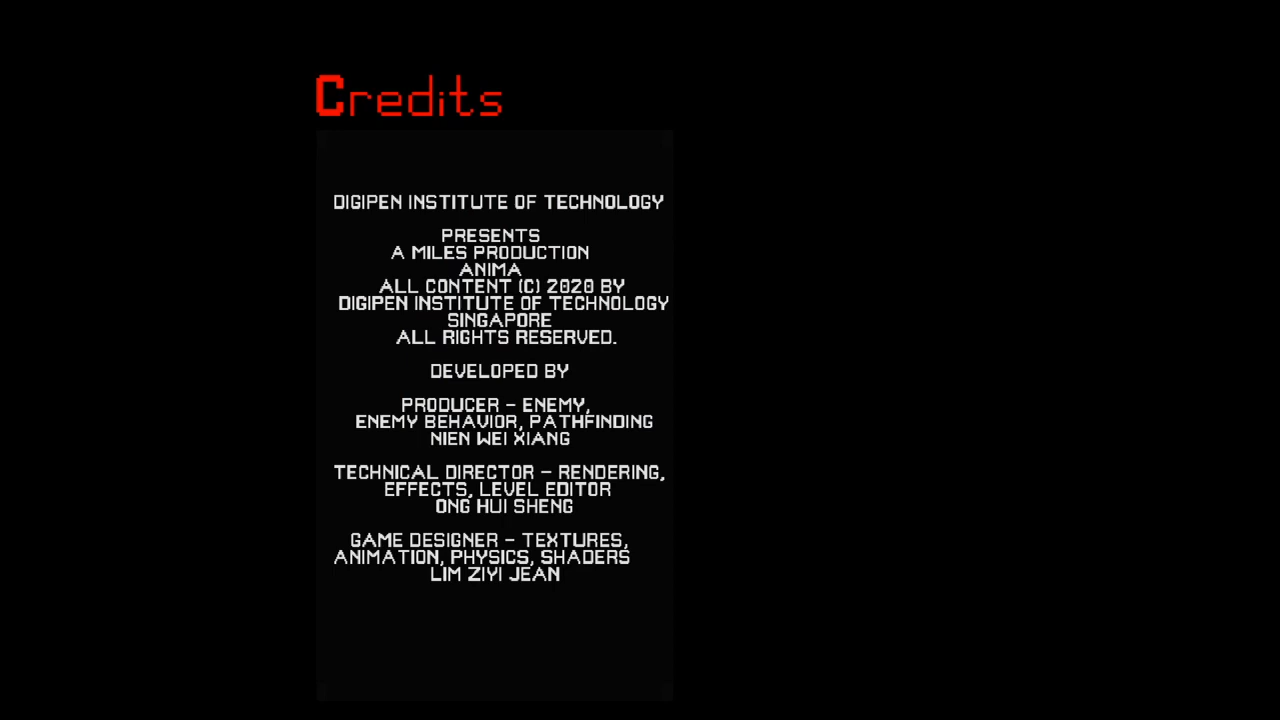 Credits
DIGIPEN INSTITUTE OF TECHNOLOGY
PRESENTS
A MILES PRODUCTION
ANIMA
ALL CONTENT (C) 2020 BY
DIGIPEN INSTITUTE OF TECHNOLOGY
SINGAPORE
ALL RIGHTS RESERVED.
DEVELOPED BY
PRODUCER - ENEMY,
ENEMY BEHAVIOR, PATHFINDING
NIEN WEI XIANG
TECHNICAL DIRECTOR - RENDERING,
EFFECTS, LEVEL EDITOR
ONG HUI SHENG
GAME DESIGNER - TEXTURES,
ANIMATION, PHYSICS, SHADERS
LIM ZIYI JEAN